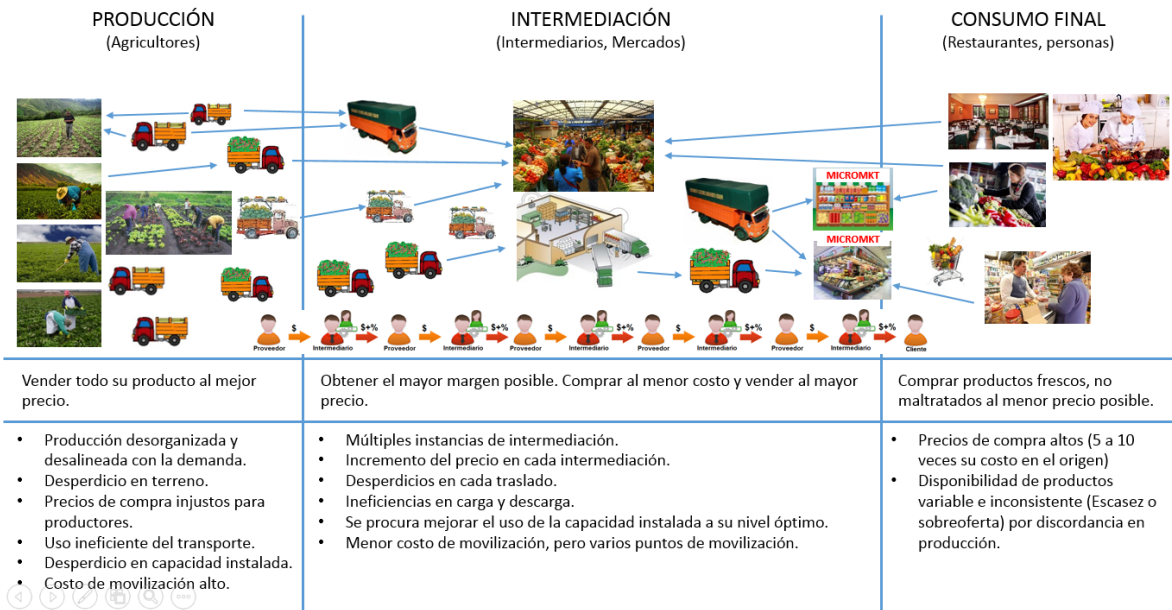 PRODUCCIÓN
(Agricultores)
INTERMEDIACIÓN
(Intermediarios, Mercados)
CONSUMO FINAL
(Restaurantes, personas)
MICROMKT
MICROMKT
$ $+% $ $+% $ $+% $ $+% $ $+%
Proveedor Intermediario Proveedor Intermediario Proveedor Intermediario Proveedor Intermediario Proveedor Intermediario Cliente
Vender todo su producto al mejor
precio.
Obtener el mayor margen posible. Comprar al menor costo y vender al mayor
precio.
Comprar productos frescos, no
maltratados al menor precio posible.
• Producción desorganizada y
desalineada con la demanda.
• Desperdicio en terreno.
• Precios de compra injustos para
productores.
• Uso ineficiente del transporte.
• Desperdicio en capacidad instalada.
• Costo de movilización alto.
• Múltiples instancias de intermediación.
• Incremento del precio en cada intermediación.
• Desperdicios en cada traslado.
• Ineficiencias en carga y descarga.
• Se procura mejorar el uso de la capacidad instalada a su nivel óptimo.
• Menor costo de movilización, pero varios puntos de movilización.
• Precios de compra altos (5 a 10
veces su costo en el origen)
• Disponibilidad de productos
variable e inconsistente (Escasez o
sobreoferta) por discordancia en
producción.